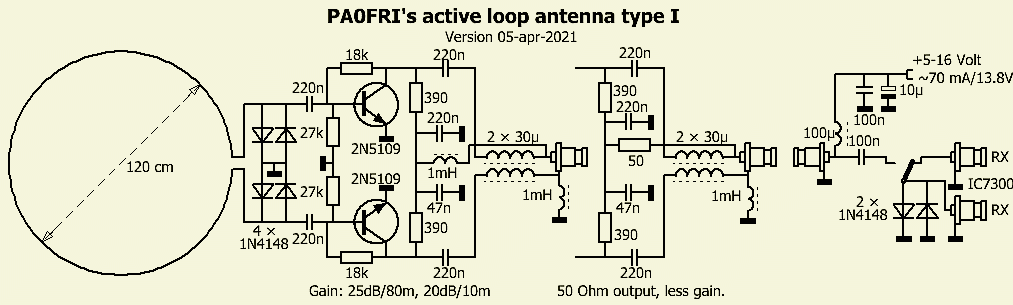 PA0FRI's active loop antenna type I
Version 05-apr-2021
18k
220n
220n
+5-16 Volt
~70 mA/13.8V
10µ
100n
220n
390
220n
390
220n
27k
2N5109
2 × 30µ
2 × 30µ
100µ
100n
RX
120 cm
50
1mH
IC7300
27k
2N5109
1mH
1mH
2 ×
1N4148
RX
47n
47n
4 ×
1N4148
220n
390
390
18k
220n
220n
Gain: 25dB/80m, 20dB/10m
50 Ohm output, less gain.